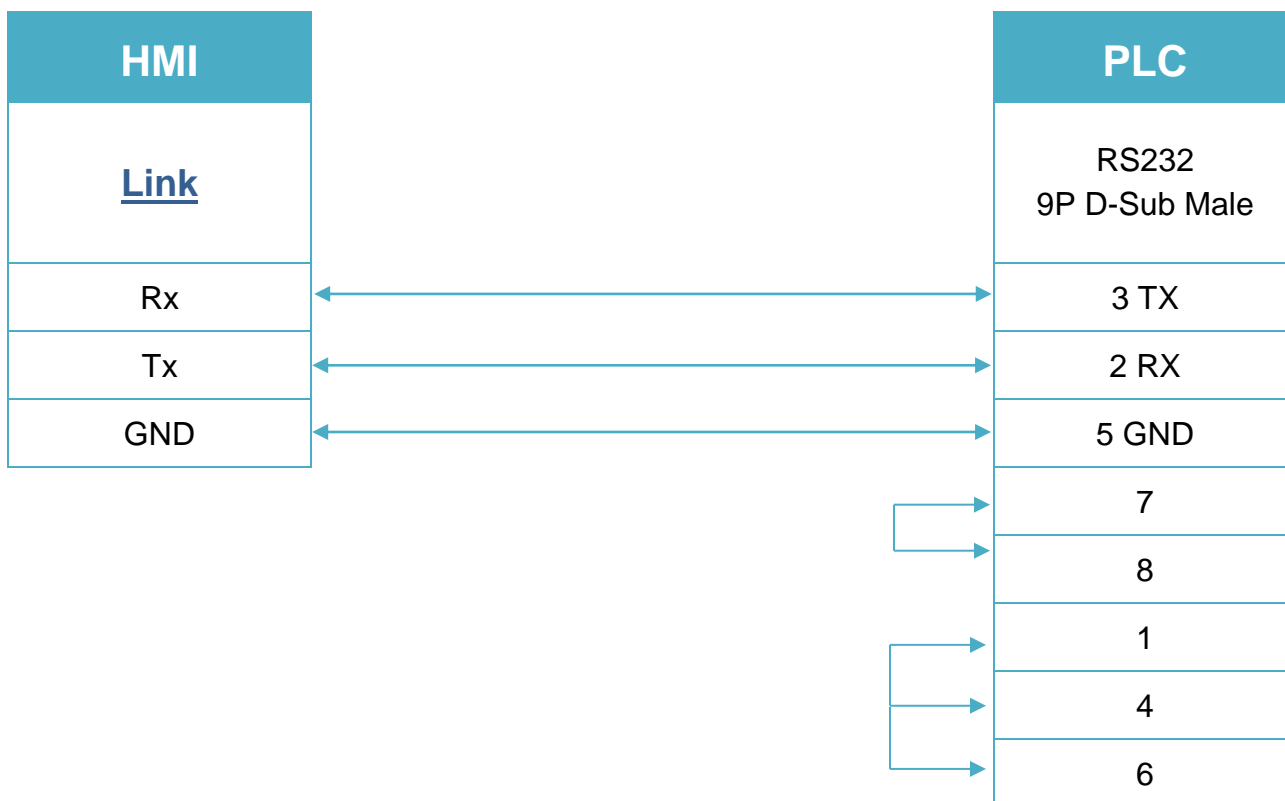 HMI
PLC
Link
RS232
9P D-Sub Male
Rx
3 TX
Tx
2 RX
GND
5 GND
7
8
1
4
6